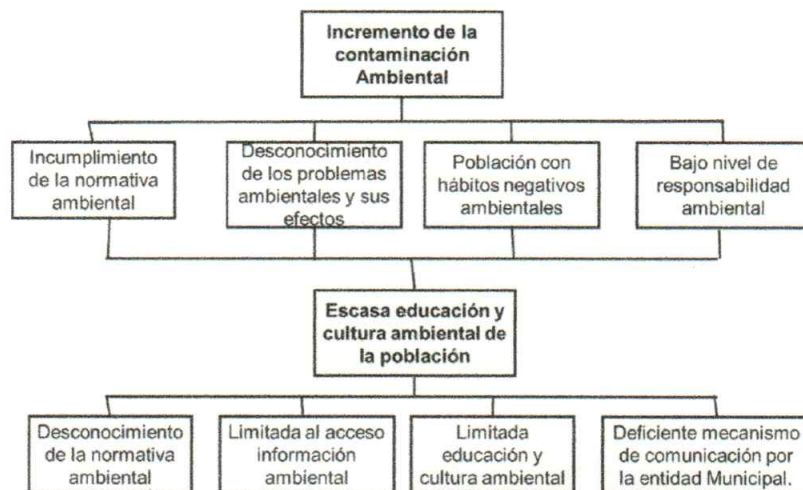 Incremento de la
contaminación
Ambiental
Incumplimiento
de la normativa
ambiental
Desconocimiento
de los problemas
ambientales y sus
efectos
Población con
hábitos negativos
ambientales
Bajo nivel de
responsabilidad
ambiental
Escasa educación y
cultura ambiental de
la población
Desconocimiento
de la normativa
ambiental
Limitada al acceso
información
ambiental
Limitada
educación y
cultura ambiental
Deficiente mecanismo
de comunicación por
la entidad Municipal.